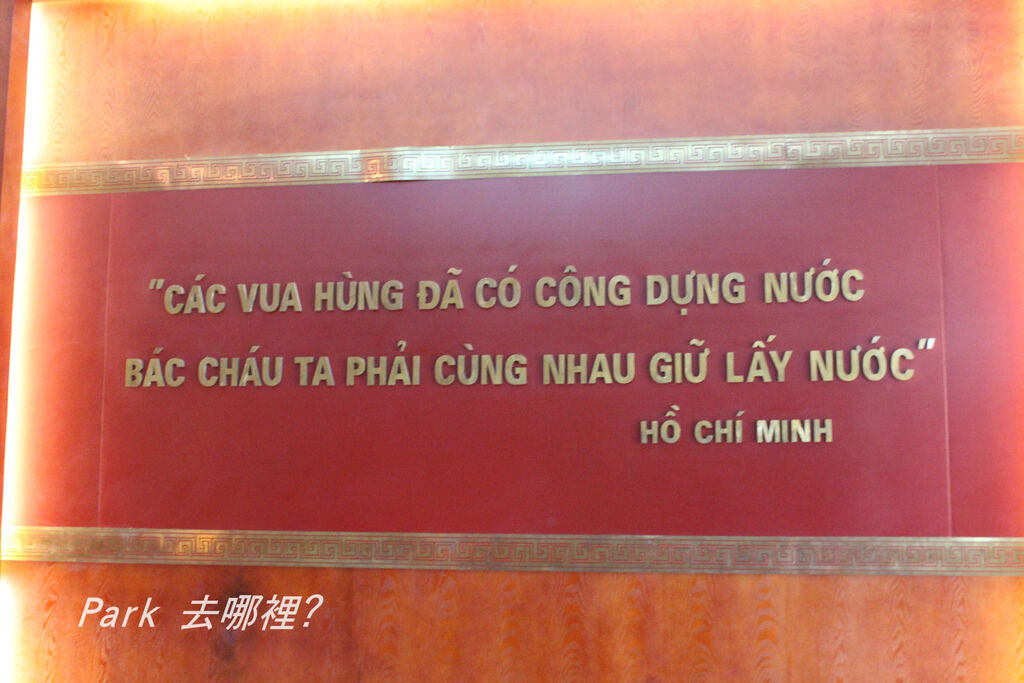 "CÁC VUA HÙNG ĐÃ CÓ CÔNG DỰNG NƯỚC
BÁC CHÁU TA PHẢI CÙNG NHAU GIỮ LẤY NƯỚC"
HỒ CHÍ MINH
Park 去哪裡?